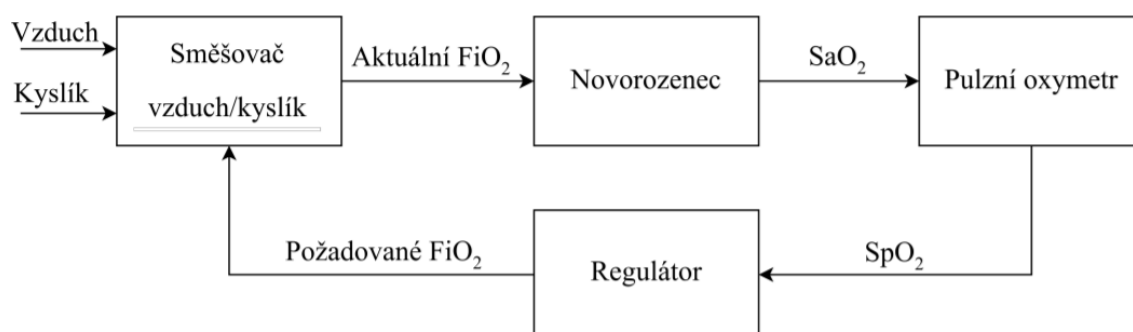 Vzduch
Kyslík
Směšovač
vzduch/kyslík
Aktuální FiO₂
Novorozenec
SaO₂
Pulzní oxymetr
Požadované FiO₂
Regulátor
SpO₂